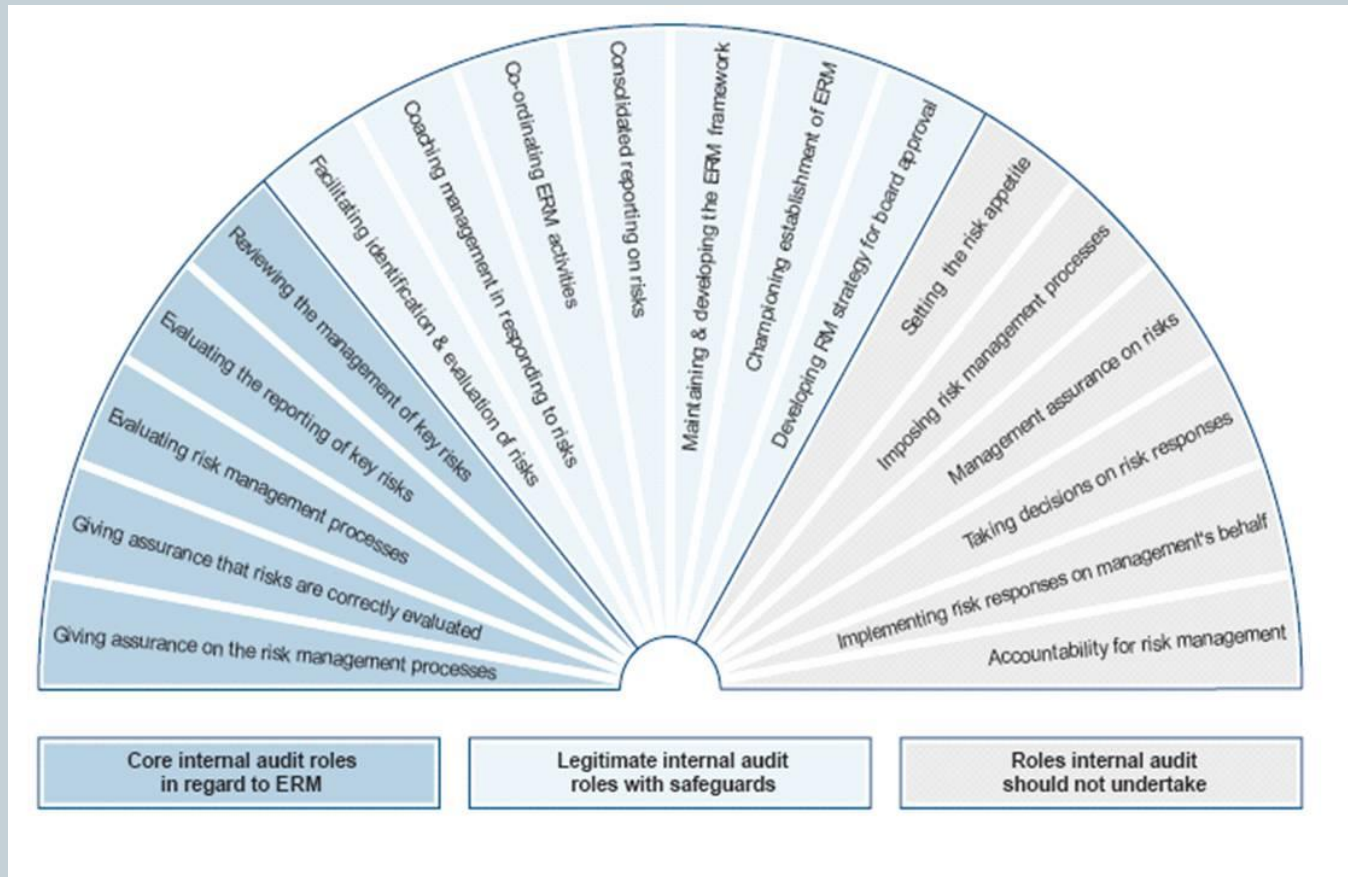 Giving assurance on the risk management processes
Giving assurance that risks are correctly evaluated
Evaluating risk management processes
Evaluating the reporting of key risks
Reviewing the management of key risks
Facilitating identification & evaluation of risks
Coaching management in responding to risks
Co-ordinating ERM activities
Consolidated reporting on risks
Maintaining & developing the ERM framework
Championing establishment of ERM
Developing RM strategy for board approval
Setting the risk appetite
Imposing risk management processes
Management assurance on risks
Taking decisions on risk responses
Implementing risk responses on management's behalf
Accountability for risk management
Core internal audit roles
in regard to ERM
Legitimate internal audit
roles with safeguards
Roles internal audit
should not undertake